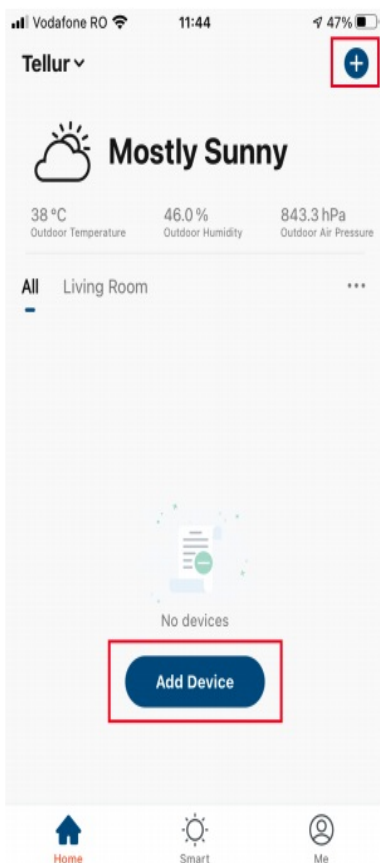 Vodafone RO 11:44 47%
Tellur
Mostly Sunny
38 °C 46.0 % 843.3 hPa
Outdoor Temperature Outdoor Humidity Outdoor Air Pressure
All Living Room ...
No devices
Add Device
Home Smart Me